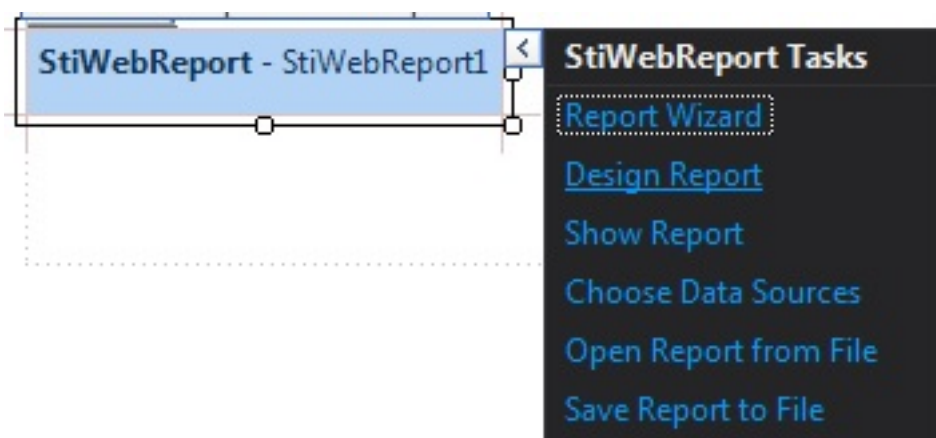 StiWebReport - StiWebReport1
StiWebReport Tasks
Report Wizard
Design Report
Show Report
Choose Data Sources
Open Report from File
Save Report to File